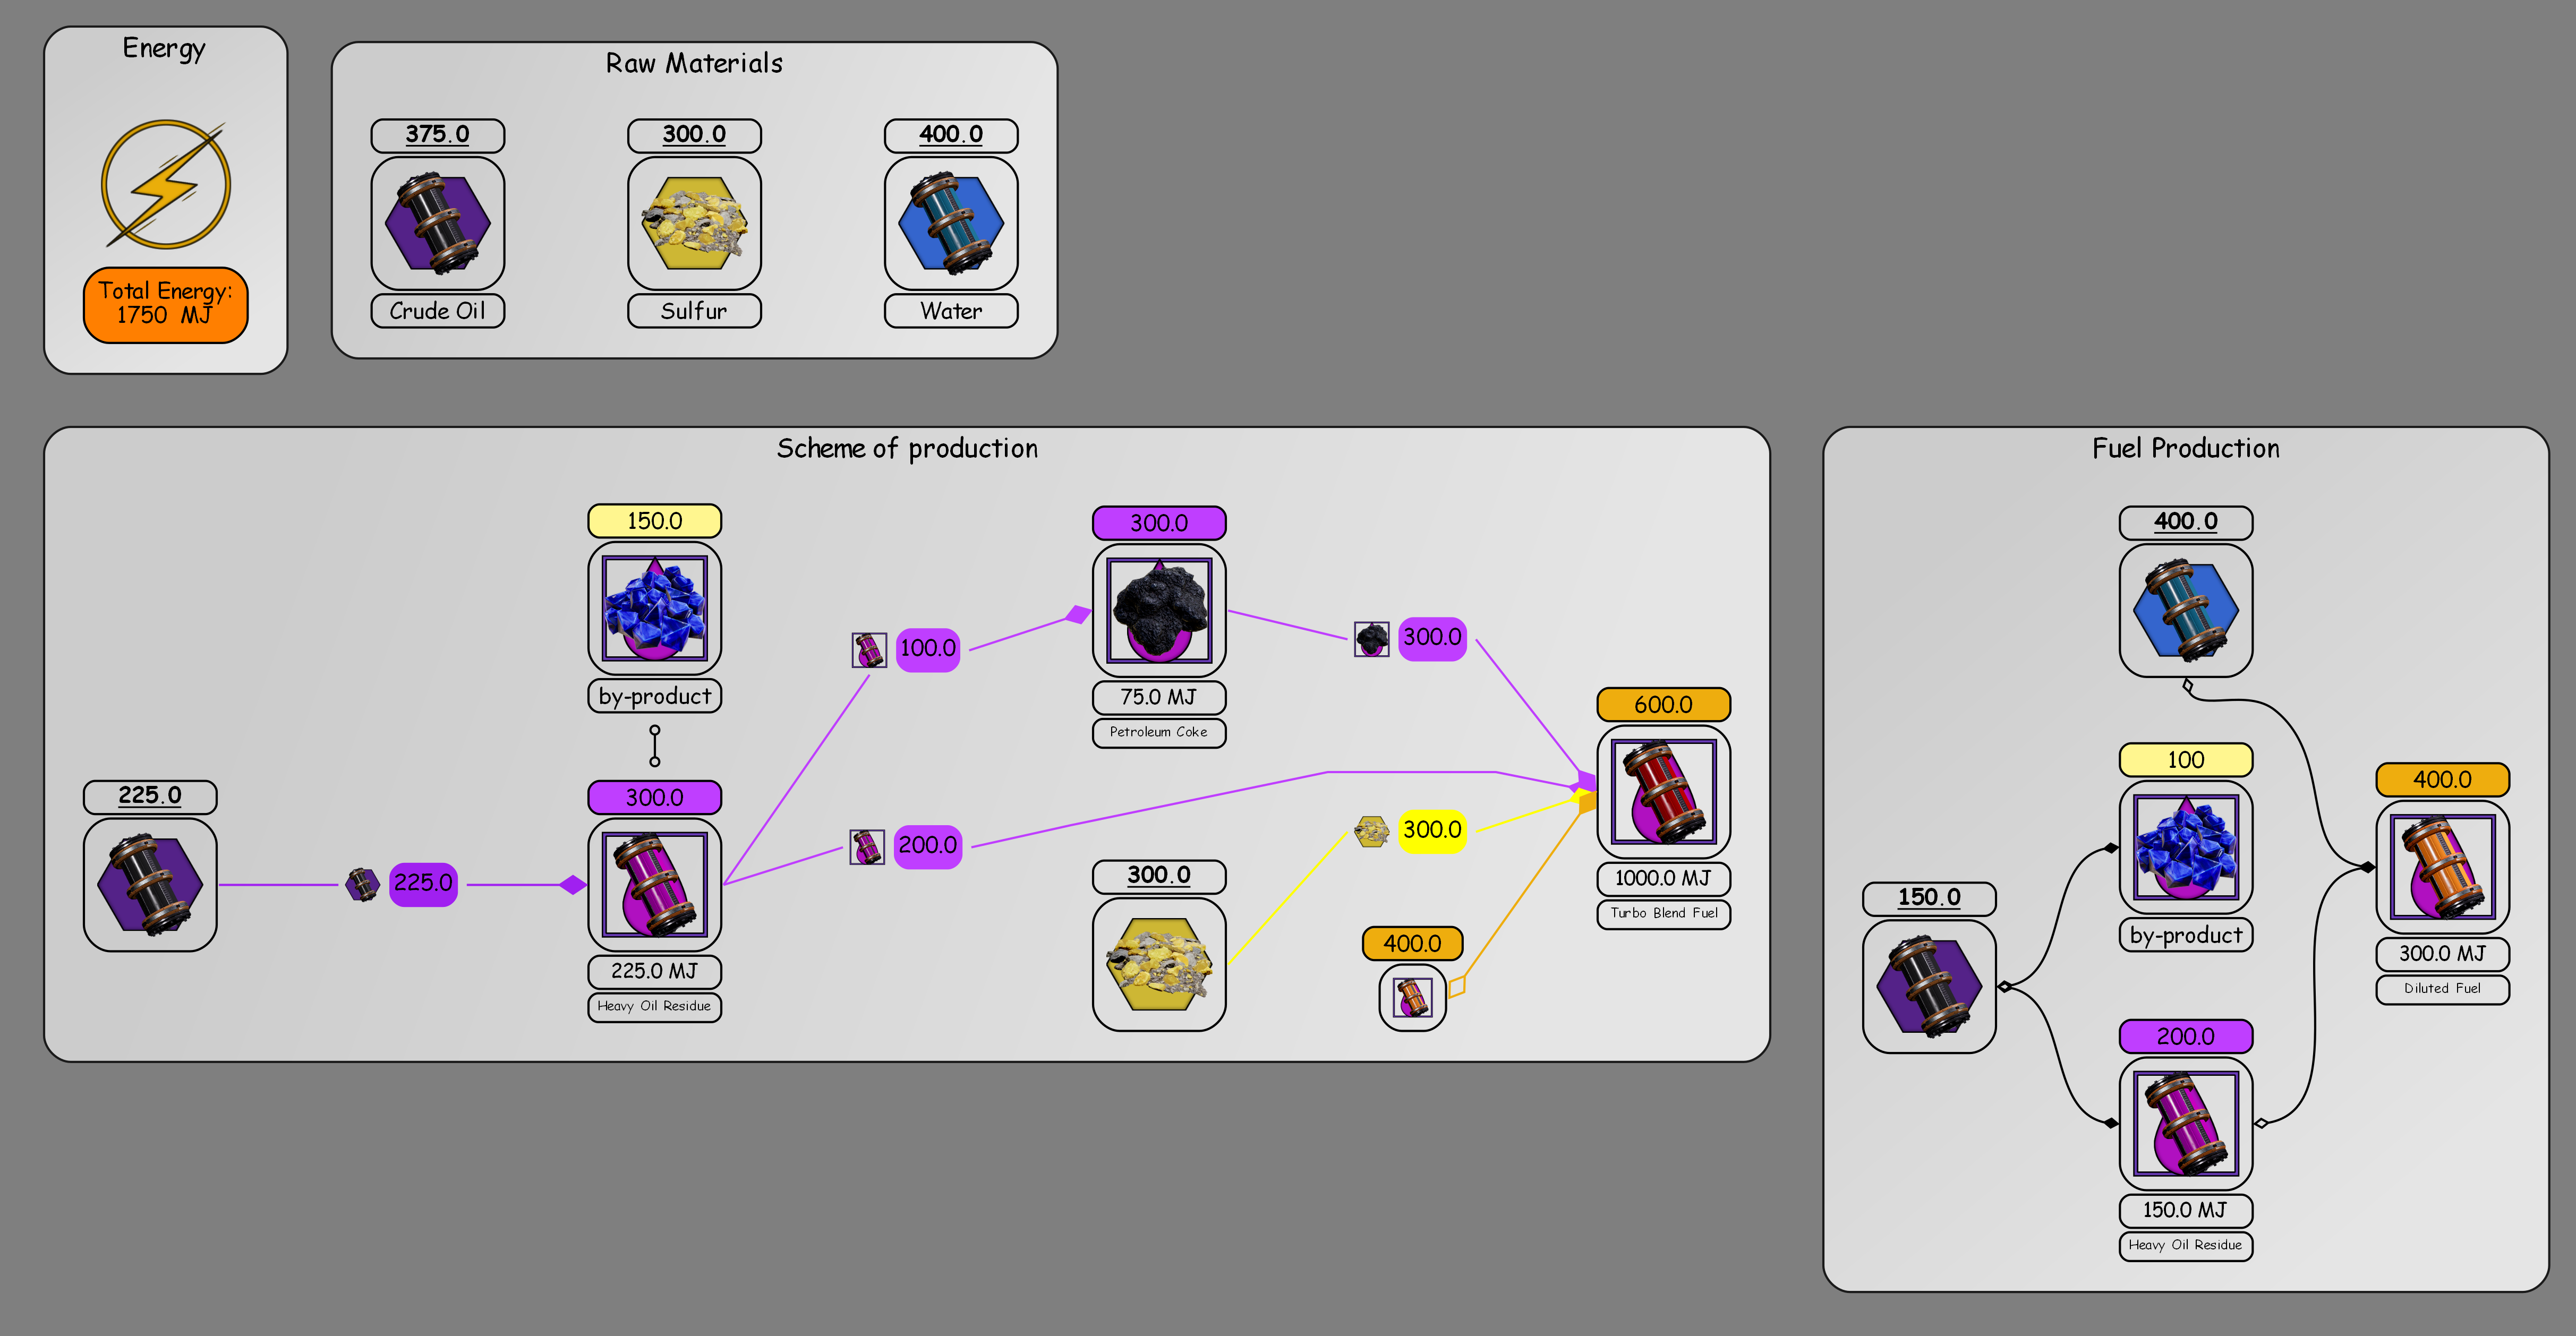 Energy
Total Energy:
1750 MJ
Raw Materials
375.0
300.0
400.0
Crude Oil
Sulfur
Water
Scheme of production
150.0
by-product
225.0
225.0
300.0
225.0 MJ
Heavy Oil Residue
100.0
200.0
300.0
75.0 MJ
Petroleum Coke
300.0
300.0
300.0
400.0
600.0
1000.0 MJ
Turbo Blend Fuel
Fuel Production
400.0
100
by-product
150.0
200.0
150.0 MJ
Heavy Oil Residue
400.0
300.0 MJ
Diluted Fuel